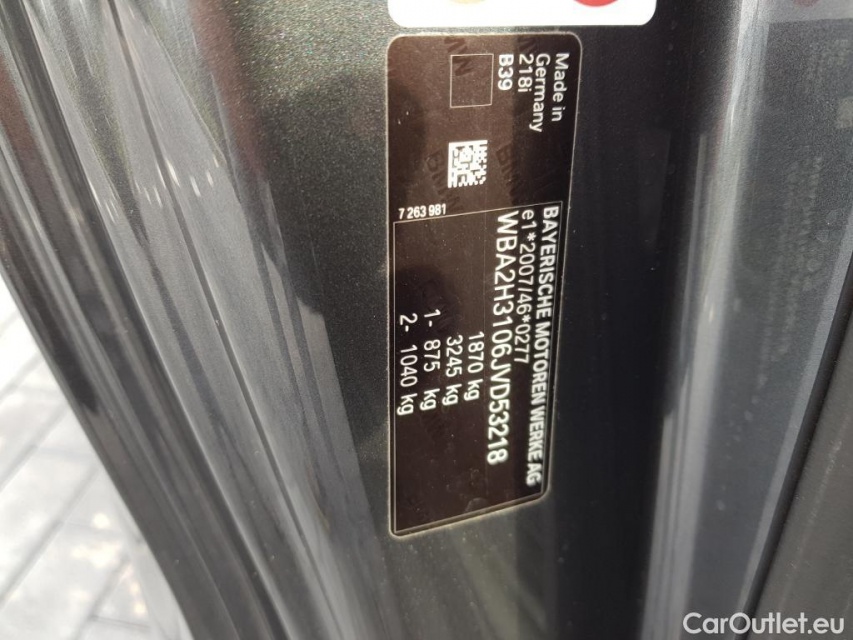 Made in
Germany
218i
B39
7 263 981
BAYERISCHE MOTOREN WERKE AG
e1*2007/46*0277
WBA2H3106JVD53218
1870 kg
3245 kg
1- 875 kg
2- 1040 kg
CarOutlet.eu